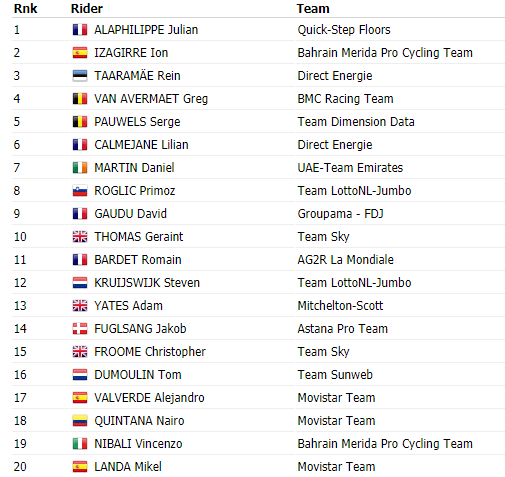 Rnk Rider Team
1 ALAPHILIPPE Julian Quick-Step Floors
2 IZAGIRRE Ion Bahrain Merida Pro Cycling Team
3 TAARAMÄE Rein Direct Energie
4 VAN AVERMAET Greg BMC Racing Team
5 PAUWELS Serge Team Dimension Data
6 CALMEJANE Lilian Direct Energie
7 MARTIN Daniel UAE-Team Emirates
8 ROGLIC Primoz Team LottoNL-Jumbo
9 GAUDU David Groupama - FDJ
10 THOMAS Geraint Team Sky
11 BARDET Romain AG2R La Mondiale
12 KRUIJSWIJK Steven Team LottoNL-Jumbo
13 YATES Adam Mitchelton-Scott
14 FUGLSANG Jakob Astana Pro Team
15 FROOME Christopher Team Sky
16 DUMOULIN Tom Team Sunweb
17 VALVERDE Alejandro Movistar Team
18 QUINTANA Nairo Movistar Team
19 NIBALI Vincenzo Bahrain Merida Pro Cycling Team
20 LANDA Mikel Movistar Team